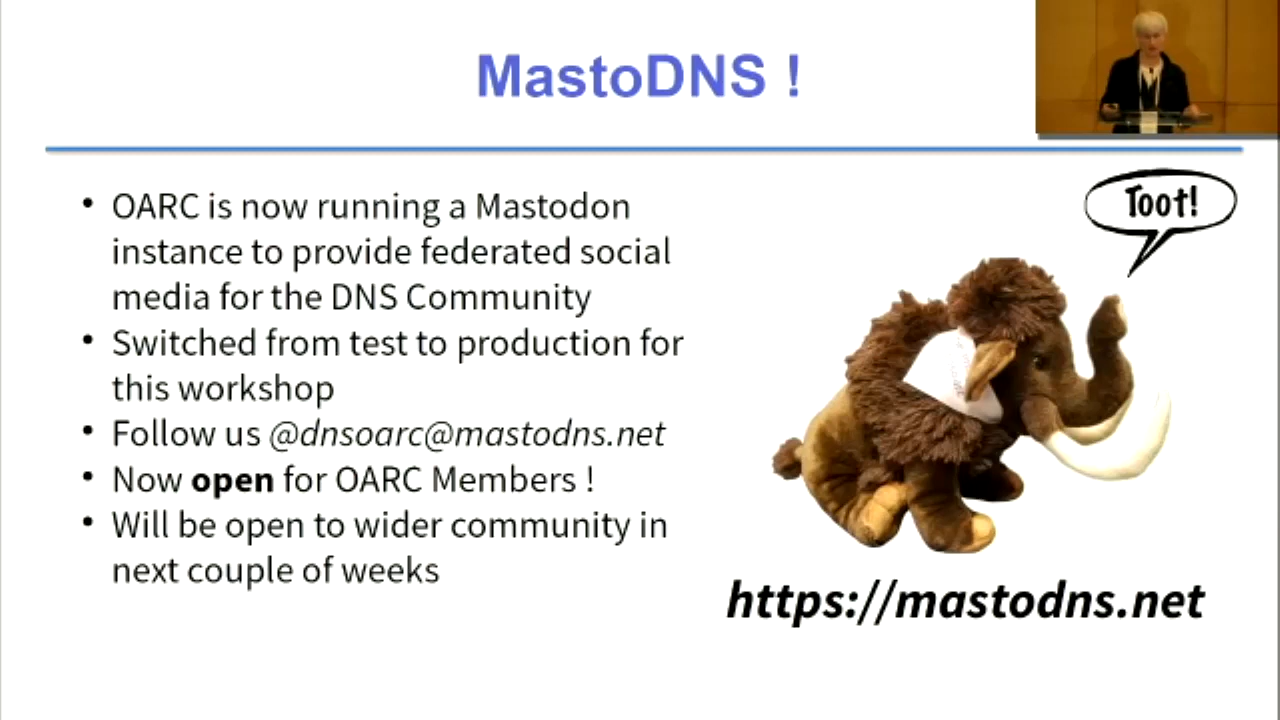 MastoDNS !
Toot!
• OARC is now running a Mastodon
instance to provide federated social
media for the DNS Community
• Switched from test to production for
this workshop
• Follow us @dnsoarc@mastodns.net
• Now open for OARC Members !
• Will be open to wider community in
next couple of weeks
https://mastodns.net